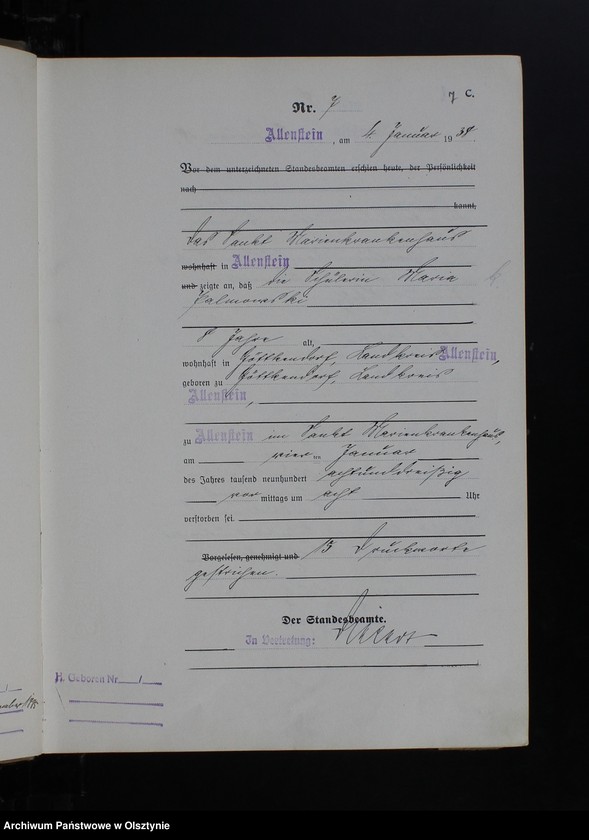 7 C.
Nr. 7
Allenstein, am 4. Januar 1938.
Vor dem unterzeichneten Standesbeamten erschien heute, der Persönlichkeit
nach
kannt,
Das Sankt Marienkrankenhaus
wohnhaft in Allenstein
und zeigte an, daß die Schülerin Maria
Palmowski
8 Jahre alt,
wohnhaft in Göttkendorf, Landkreis Allenstein,
geboren zu Göttkendorf, Landkreis
Allenstein,
zu Allenstein im Sankt Marienkrankenhaus,
am vierten Januar
des Jahres tausend neunhundert achtunddreißig
vor mittags um acht Uhr
verstorben sei.
Vorgelesen, genehmigt und 15 Druckworte
gestrichen.
Der Standesbeamte.
In Vertretung:
H. Geboren Nr. /
Archiwum Państwowe w Olsztynie